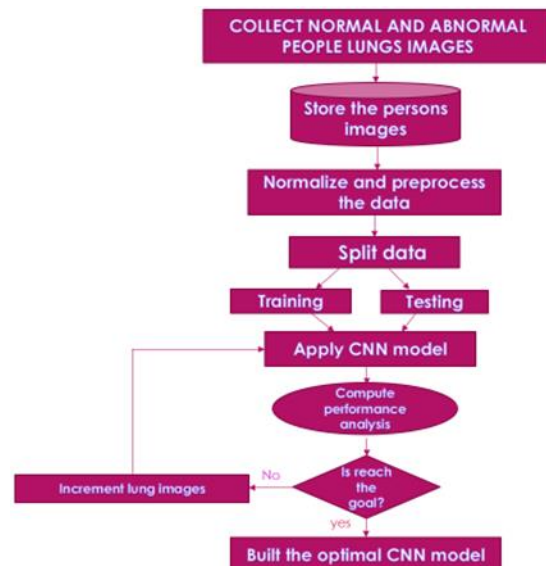 COLLECT NORMAL AND ABNORMAL
PEOPLE LUNGS IMAGES
Store the persons
images
Normalize and preprocess
the data
Split data
Training
Testing
Apply CNN model
Compute
performance
analysis
Is reach
the
goal?
No
Increment lung images
yes
Built the optimal CNN model